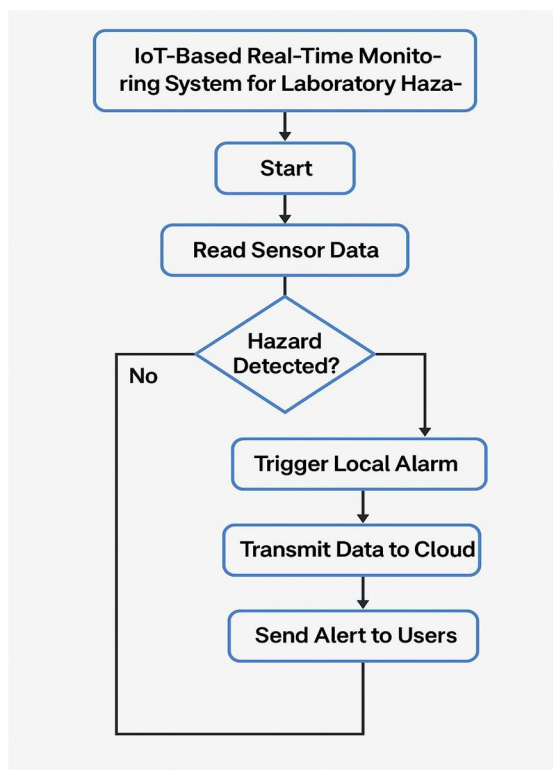 IoT-Based Real-Time Monito-
ring System for Laboratory Haza-
Start
Read Sensor Data
Hazard
Detected?
No
Trigger Local Alarm
Transmit Data to Cloud
Send Alert to Users